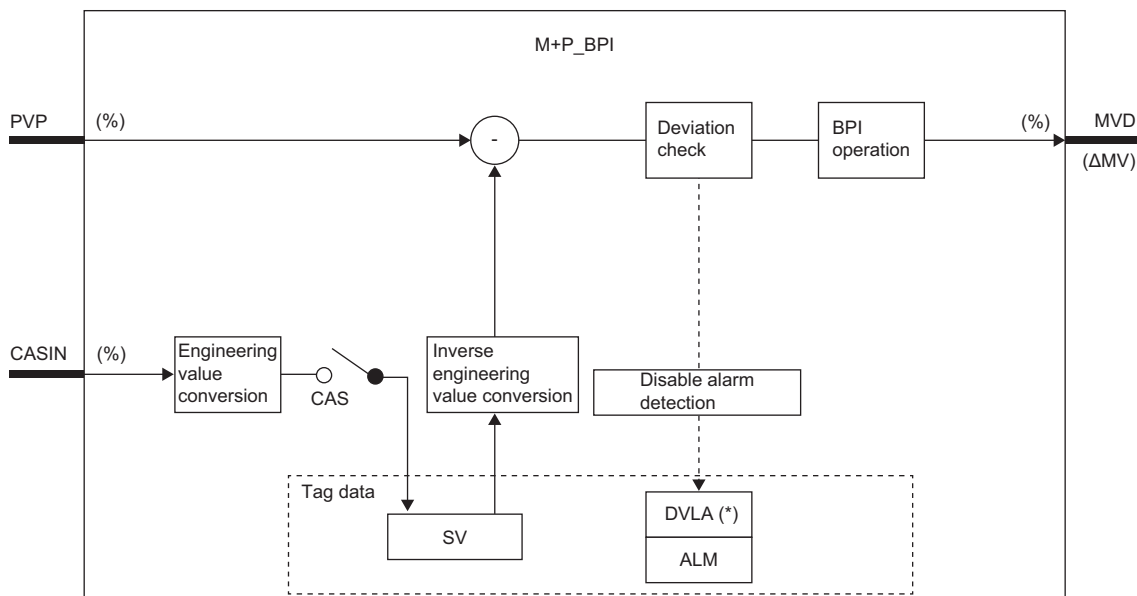 M+P_BPI
PVP
(%)
-
Deviation
check
BPI
operation
(%)
MVD
(ΔMV)
CASIN
(%)
Engineering
value
conversion
CAS
Inverse
engineering
value conversion
Disable alarm
detection
Tag data
SV
DVLA (*)
ALM